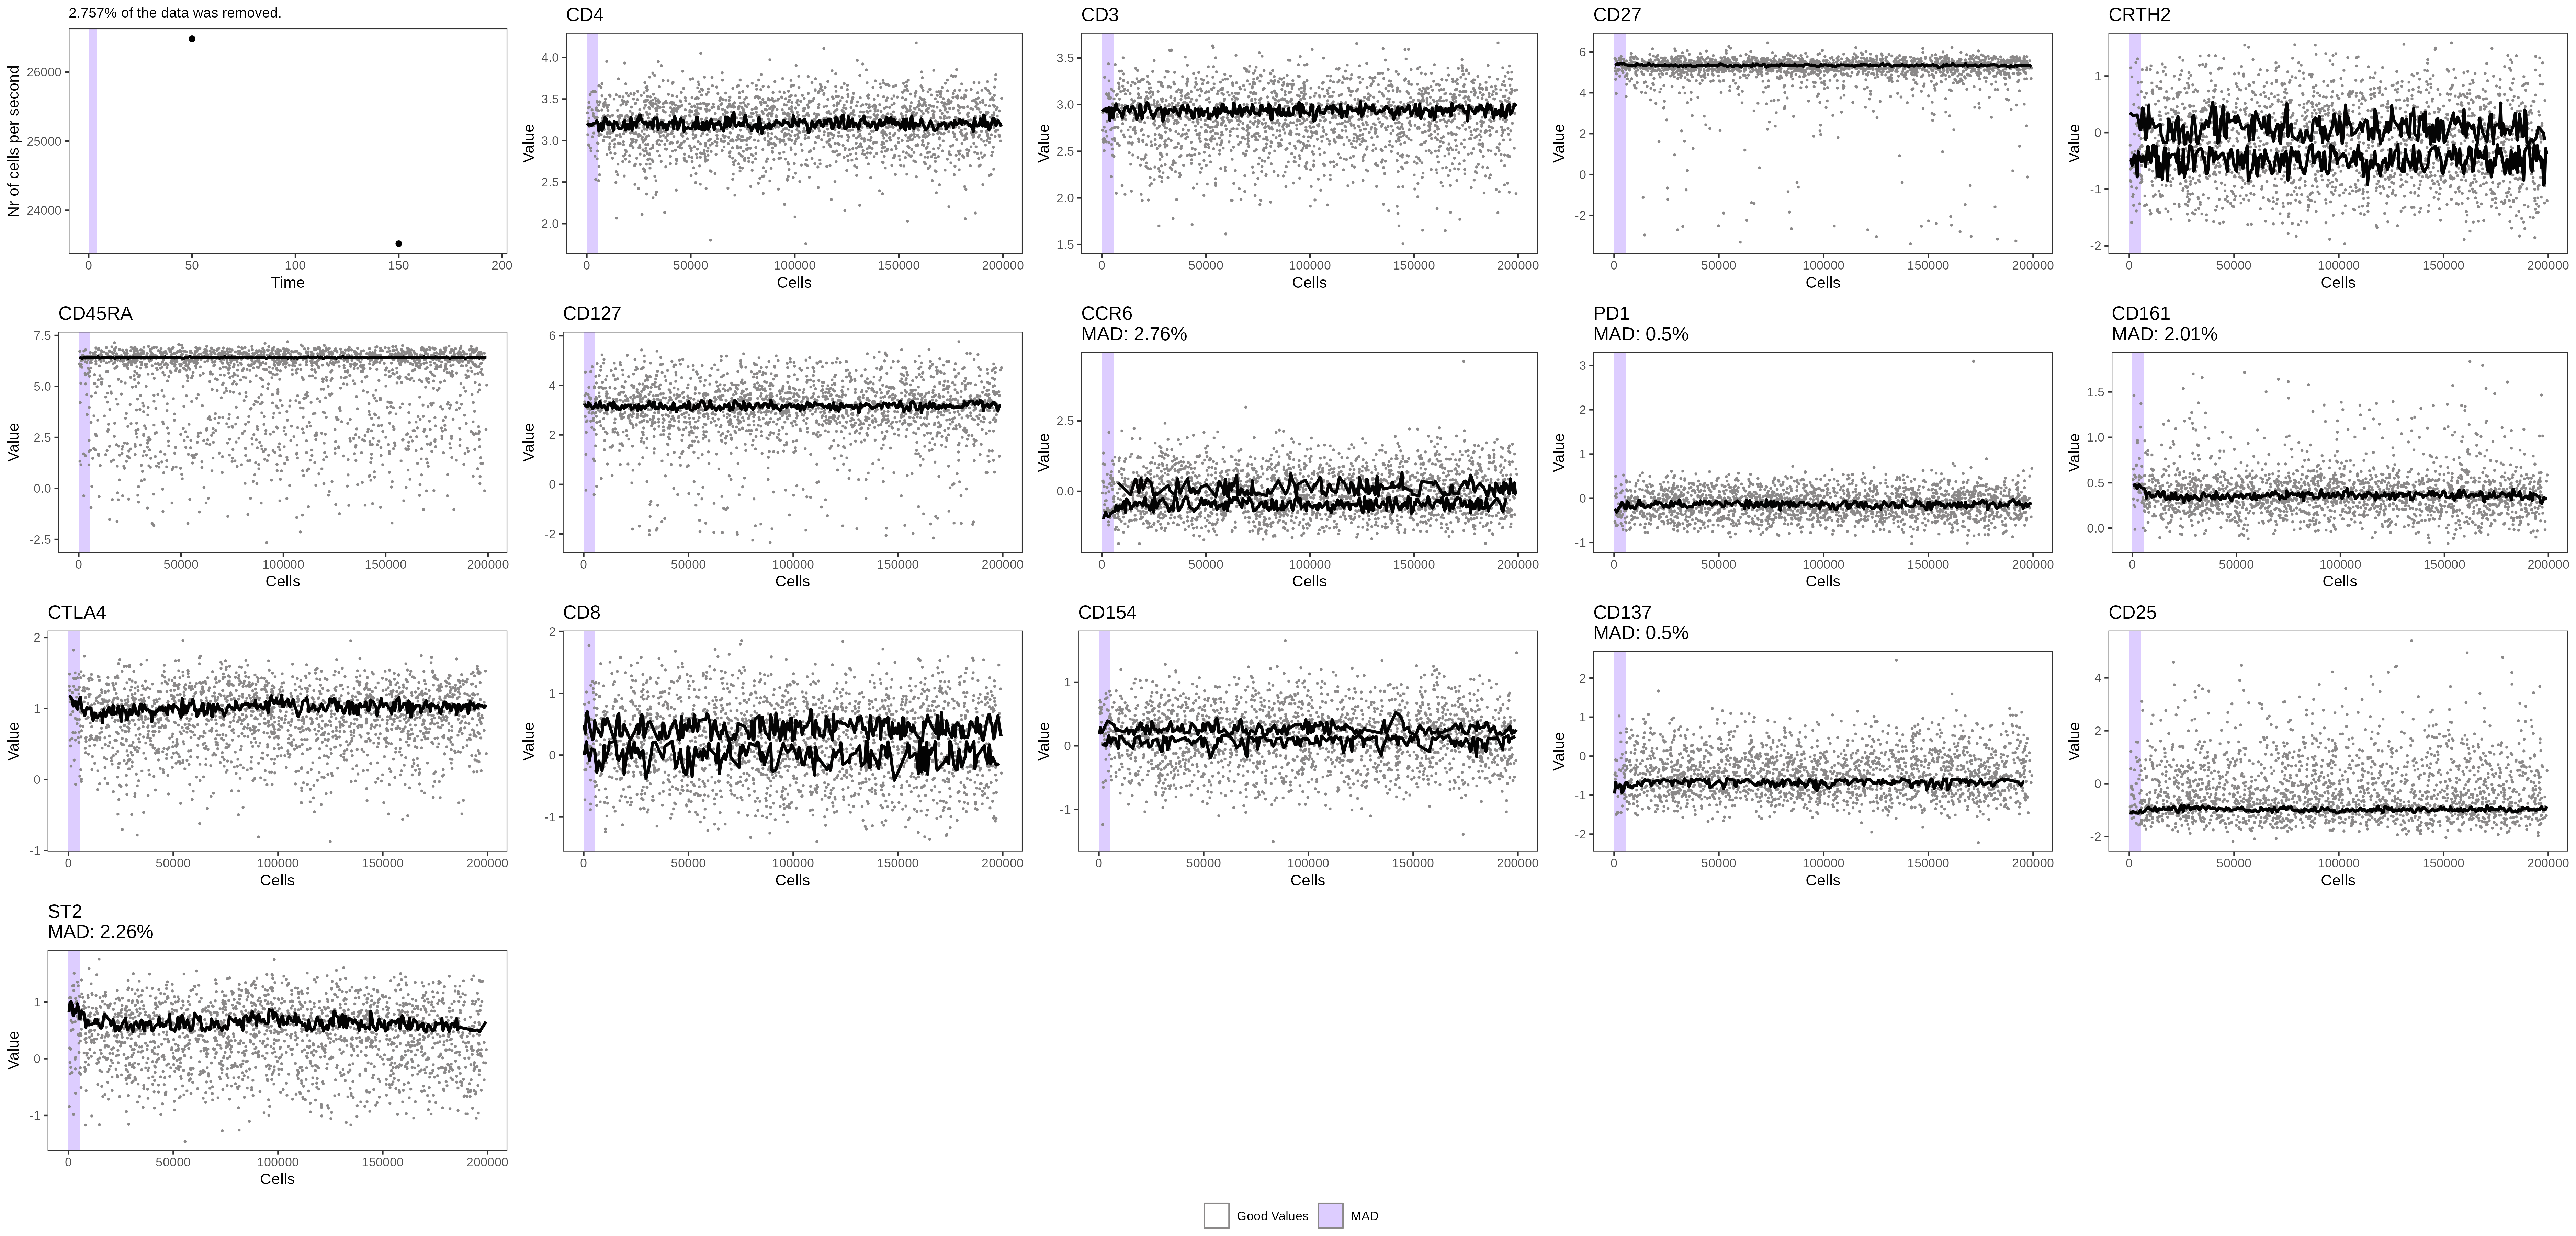 2.757% of the data was removed.
Nr of cells per second
26000
25000
24000
0 50 100 150 200
Time
CD4
Value
4.0
3.5
3.0
2.5
2.0
0 50000 100000 150000 200000
Cells
CD3
Value
3.5
3.0
2.5
2.0
1.5
0 50000 100000 150000 200000
Cells
CD27
Value
6
4
2
0
-2
0 50000 100000 150000 200000
Cells
CRTH2
Value
1
0
-1
-2
0 50000 100000 150000 200000
Cells
CD45RA
Value
7.5
5.0
2.5
0.0
-2.5
0 50000 100000 150000 200000
Cells
CD127
Value
6
4
2
0
-2
0 50000 100000 150000 200000
Cells
CCR6
MAD: 2.76%
Value
2.5
0.0
0 50000 100000 150000 200000
Cells
PD1
MAD: 0.5%
Value
3
2
1
0
-1
0 50000 100000 150000 200000
Cells
CD161
MAD: 2.01%
Value
1.5
1.0
0.5
0.0
0 50000 100000 150000 200000
Cells
CTLA4
Value
2
1
0
-1
0 50000 100000 150000 200000
Cells
CD8
Value
2
1
0
-1
0 50000 100000 150000 200000
Cells
CD154
Value
1
0
-1
0 50000 100000 150000 200000
Cells
CD137
MAD: 0.5%
Value
2
1
0
-1
-2
0 50000 100000 150000 200000
Cells
CD25
Value
4
2
0
-2
0 50000 100000 150000 200000
Cells
ST2
MAD: 2.26%
Value
1
0
-1
0 50000 100000 150000 200000
Cells
Good Values MAD